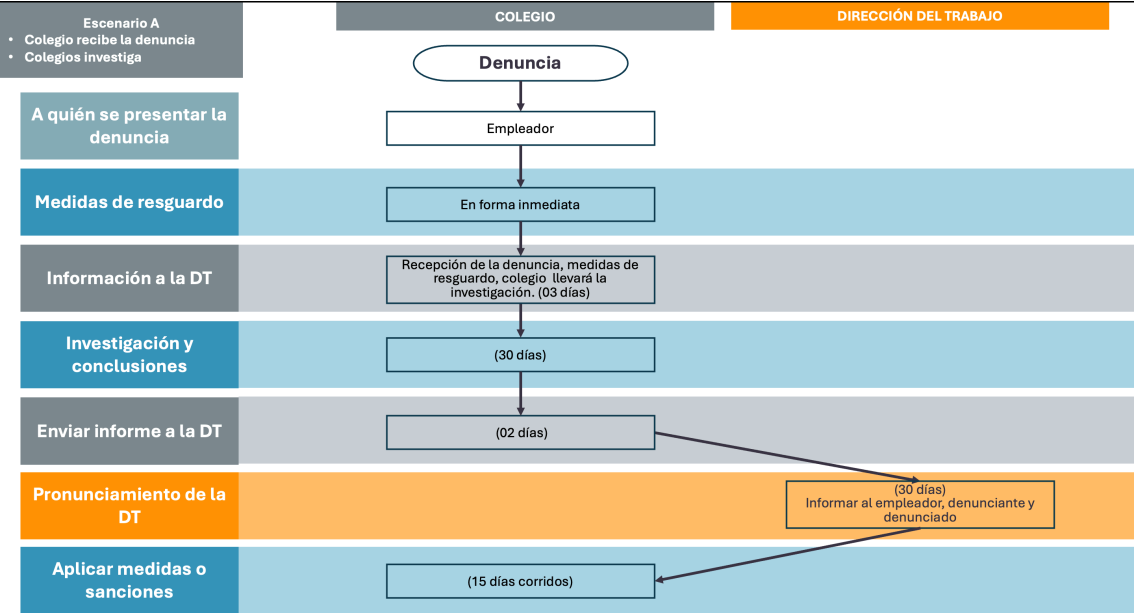 Escenario A
• Colegio recibe la denuncia
• Colegios investiga
COLEGIO
DIRECCIÓN DEL TRABAJO
Denuncia
A quién se presentar la
denuncia
Empleador
Medidas de resguardo
En forma inmediata
Información a la DT
Recepción de la denuncia, medidas de
resguardo, colegio llevará la
investigación. (03 días)
Investigación y
conclusiones
(30 días)
Enviar informe a la DT
(02 días)
Pronunciamiento de la
DT
(30 días)
Informar al empleador, denunciante y
denunciado
Aplicar medidas o
sanciones
(15 días corridos)